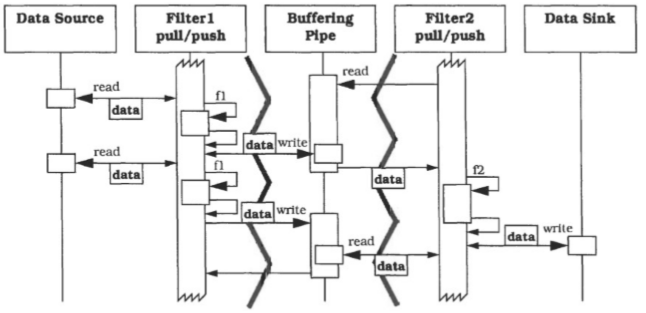 Data Source
Filter1
pull/push
Buffering
Pipe
Filter2
pull/push
Data Sink
read
read
data
f1
data write
read
data
f1
data
f2
data write
data write
read
data